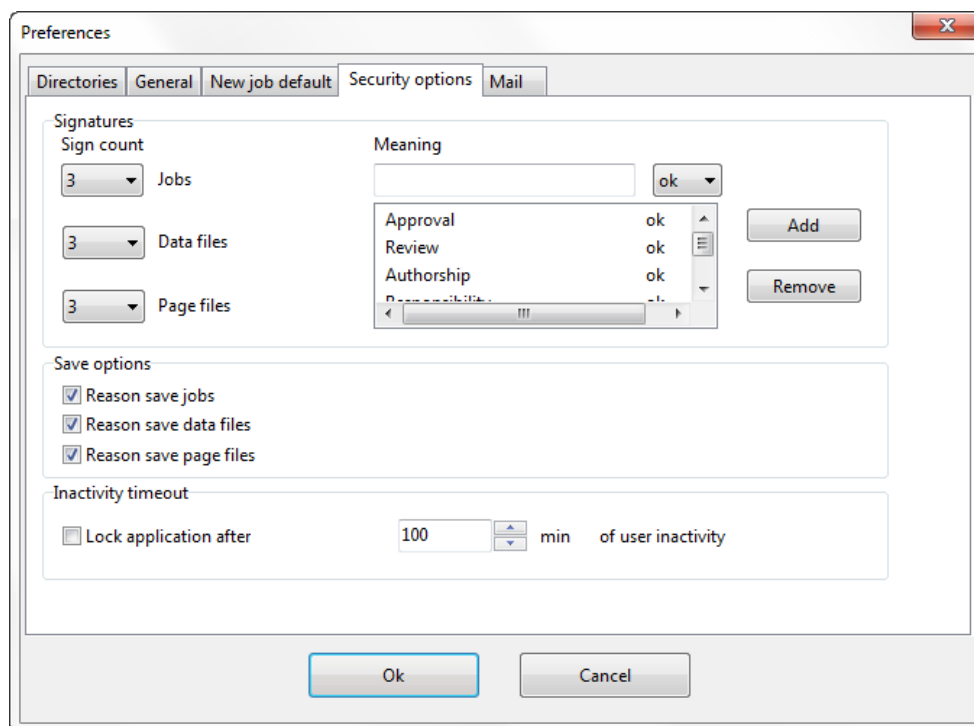 Preferences
Directories General New job default Security options Mail
Signatures
Sign count Meaning
3 Jobs ok
Approval ok
3 Data files Review ok Add
Authorship ok
3 Page files Responsibility ok Remove
Save options
Reason save jobs
Reason save data files
Reason save page files
Inactivity timeout
Lock application after 100 min of user inactivity
Ok Cancel